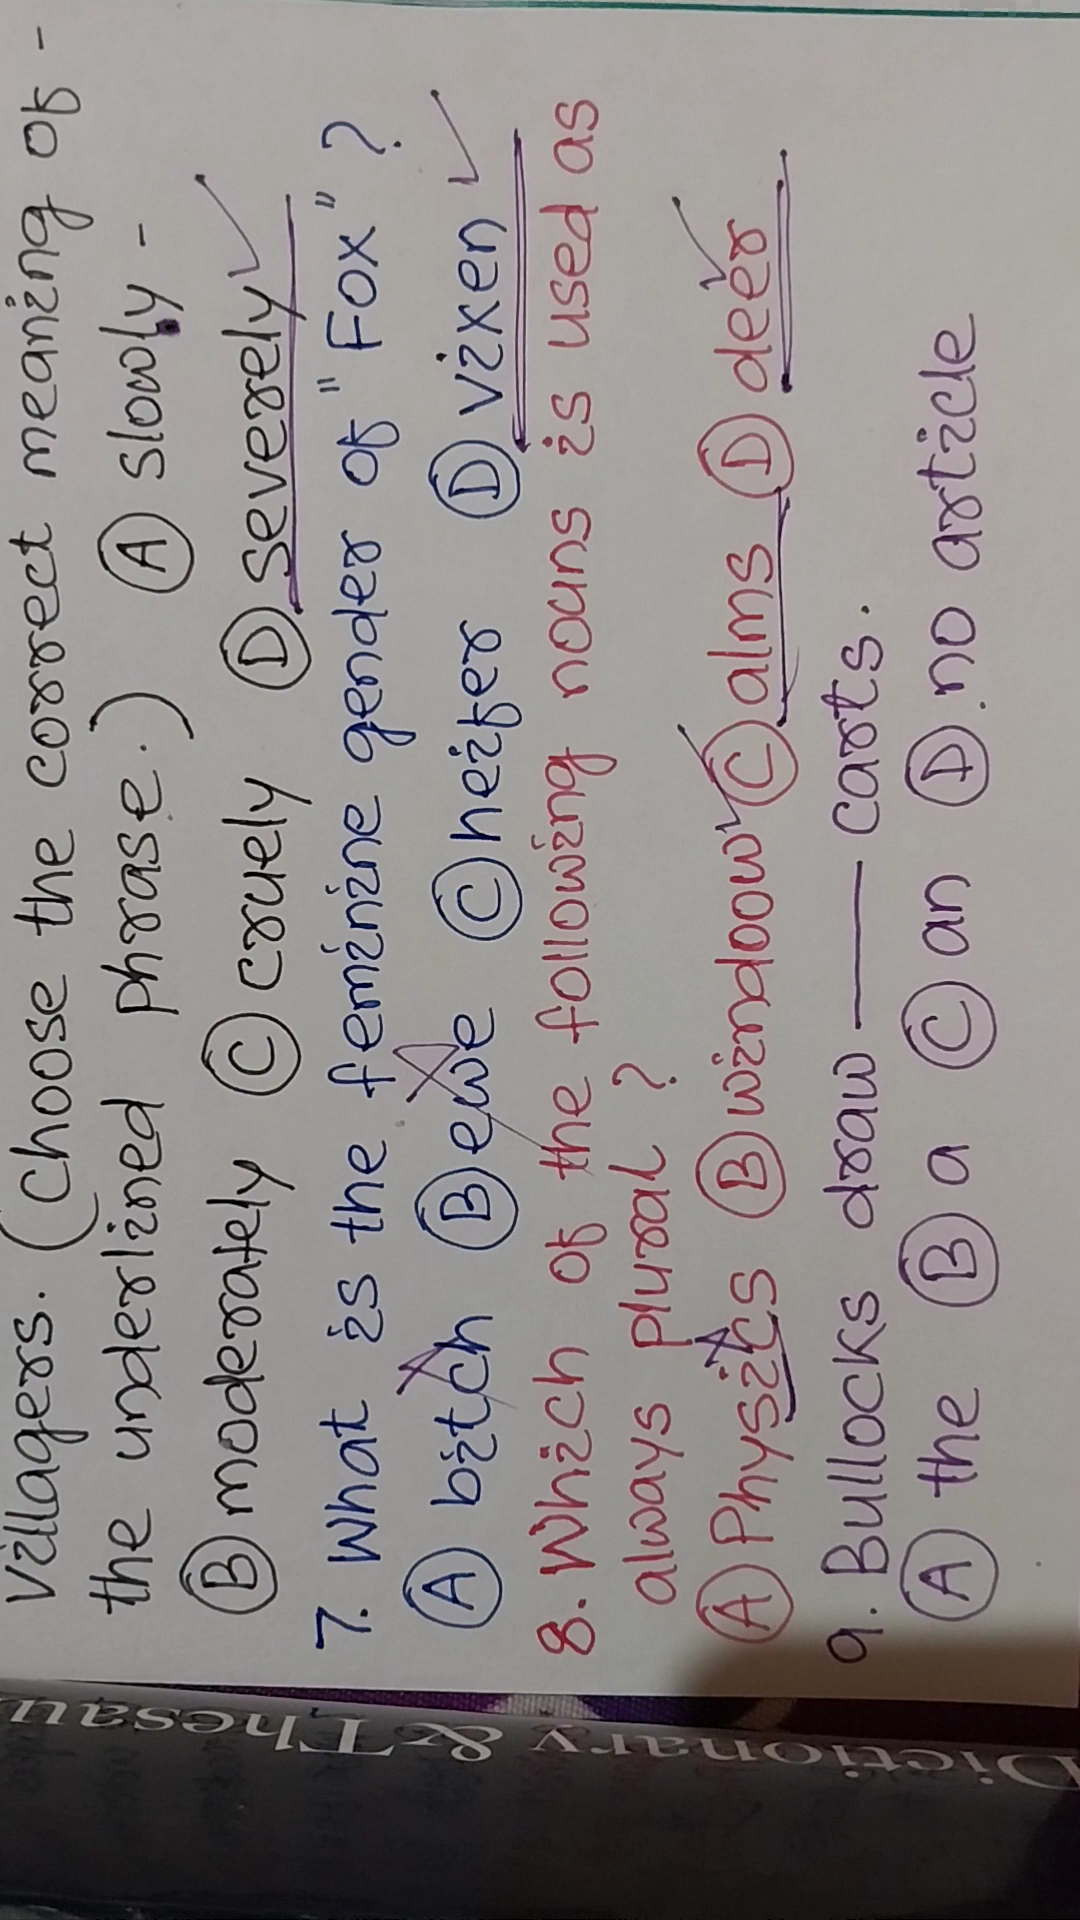 villagers. (Choose the correct meaning of -
the underlined phrase.) (A) slowly -
(B) moderately (C) cruely (D) severely
7. What is the feminine gender of "Fox" ?
(A) bitch (B) ewe (C) heifer (D) vixen
8. Which of the following nouns is used as
always plural ?
(A) Physics (B) windoow (C) alms (D) deer
9. Bullocks draw — carts.
(A) the (B) a (C) an (D) no article
Dictionary & Thesau